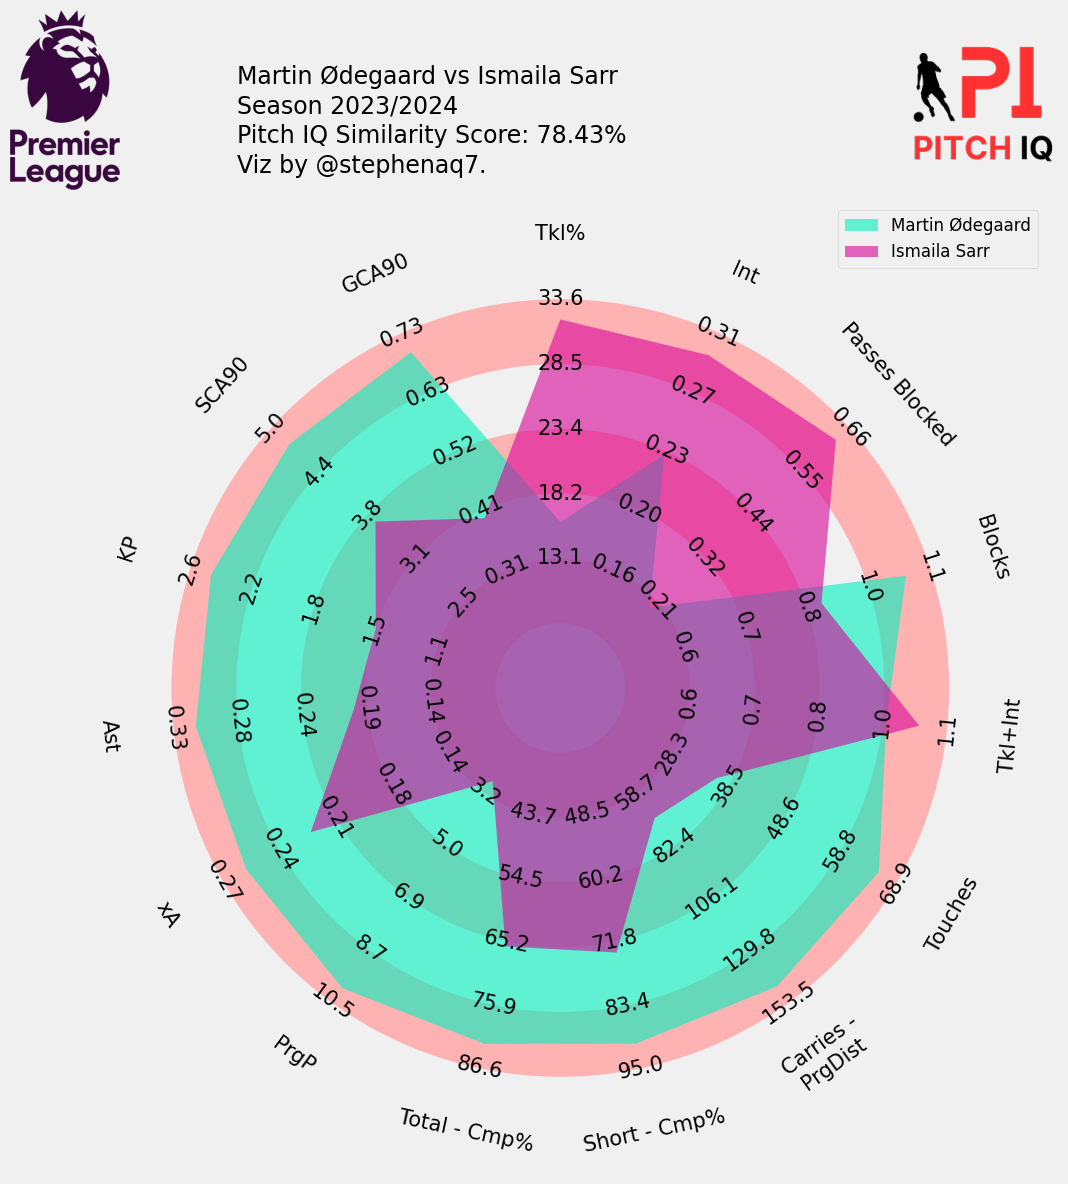 Premier
League
Martin Ødegaard vs Ismaila Sarr
Season 2023/2024
Pitch IQ Similarity Score: 78.43%
Viz by @stephenaq7.
PI
PITCH IQ
Martin Ødegaard
Ismaila Sarr
Tkl%
33.6
28.5
23.4
18.2
13.1
Int
0.31
0.27
0.23
0.20
0.16
Passes Blocked
0.66
0.55
0.44
0.32
0.21
Blocks
1.1
1.0
0.8
0.7
0.6
Tkl+Int
1.1
1.0
0.8
0.7
0.6
Touches
68.9
58.8
48.6
38.5
28.3
Carries -
PrgDist
153.5
129.8
106.1
82.4
58.7
Short - Cmp%
95.0
83.4
71.8
60.2
48.5
Total - Cmp%
86.6
75.9
65.2
54.5
43.7
PrgP
10.5
8.7
6.9
5.0
3.2
xA
0.27
0.24
0.21
0.18
0.14
Ast
0.33
0.28
0.24
0.19
0.14
KP
2.6
2.2
1.8
1.5
1.1
SCA90
5.0
4.4
3.8
3.1
2.5
GCA90
0.73
0.63
0.52
0.41
0.31